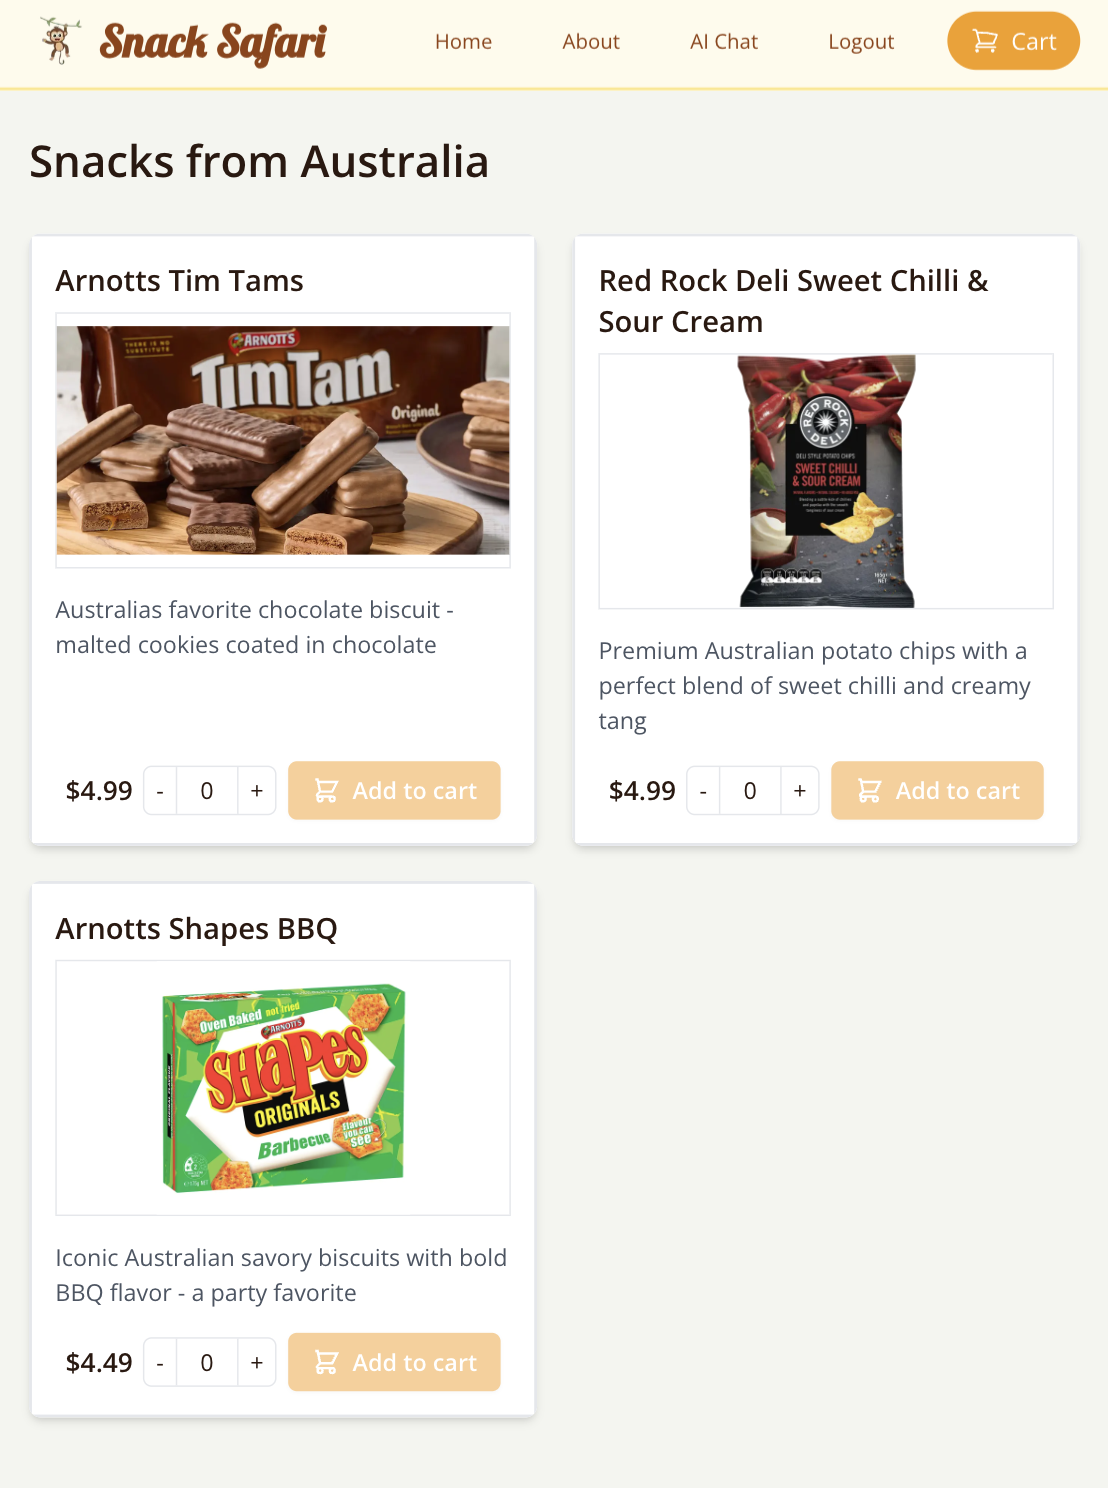 Snack Safari
Home
About
AI Chat
Logout
Cart
Snacks from Australia
Arnotts Tim Tams
THERE IS NO
SUBSTITUTE
ARNOTT'S
TimTam
Original
Australias favorite chocolate biscuit -
malted cookies coated in chocolate
$4.99
-
0
+
Add to cart
Red Rock Deli Sweet Chilli &
Sour Cream
RED ROCK
DELI
DELI STYLE POTATO CHIPS
SWEET CHILLI
& SOUR CREAM
165g
NET
Premium Australian potato chips with a
perfect blend of sweet chilli and creamy
tang
$4.99
-
0
+
Add to cart
Arnotts Shapes BBQ
Oven Baked not fried
ARNOTT'S
SHAPES
ORIGINALS
Barbecue
Flavour
you can
see
Iconic Australian savory biscuits with bold
BBQ flavor - a party favorite
$4.49
-
0
+
Add to cart